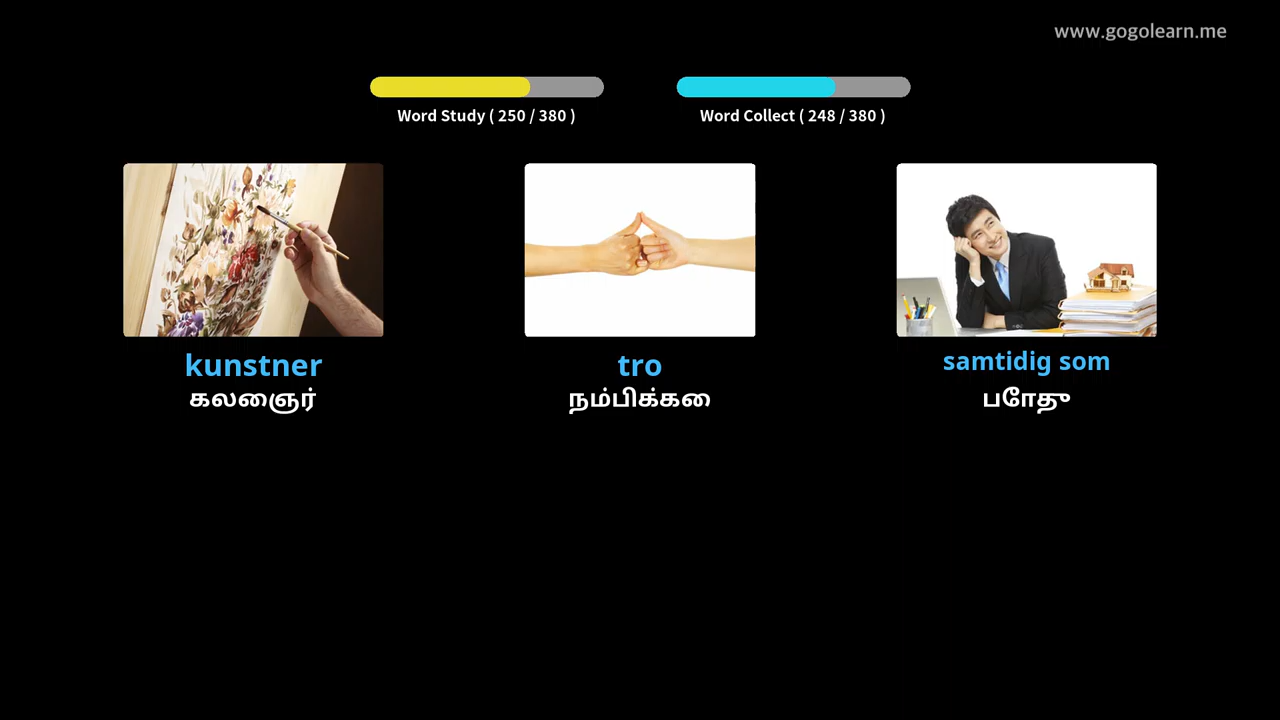 www.gogolearn.me
Word Study ( 250 / 380 )
Word Collect ( 248 / 380 )
kunstner
கலைஞர்
tro
நம்பிக்கை
samtidig som
போது